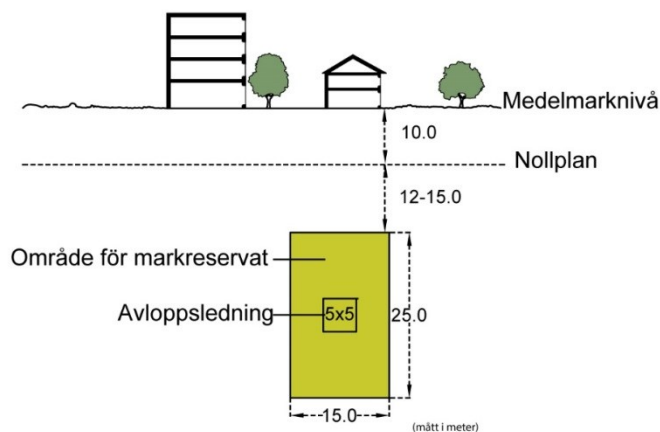 Medelmarknivå
10.0
Nollplan
12-15.0
Område för markreservat
Avloppsledning
5x5
25.0
15.0
(mått i meter)